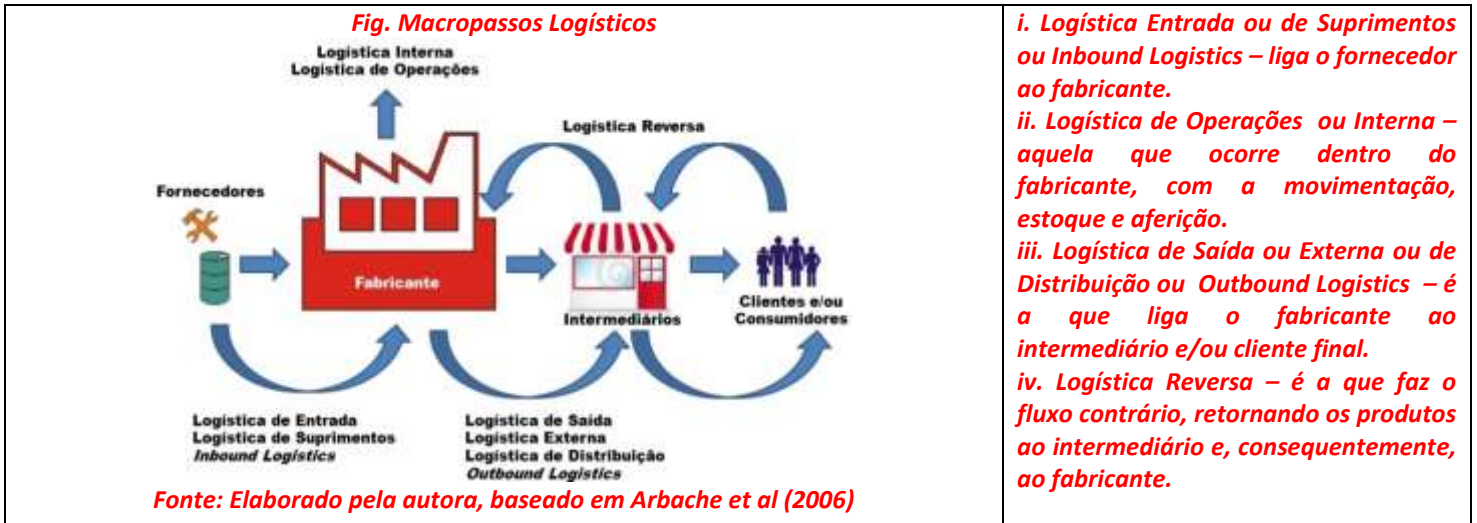 Fig. Macropassos Logísticos
Logística Interna
Logística de Operações
Logística Reversa
Fornecedores
Fabricante
Intermediários
Clientes e/ou
Consumidores
Logística de Entrada
Logística de Suprimentos
Inbound Logistics
Logística de Saída
Logística Externa
Logística de Distribuição
Outbound Logistics
Fonte: Elaborado pela autora, baseado em Arbache et al (2006)
i. Logística Entrada ou de Suprimentos
ou Inbound Logistics – liga o fornecedor
ao fabricante.
ii. Logística de Operações ou Interna –
aquela que ocorre dentro do
fabricante, com a movimentação,
estoque e aferição.
iii. Logística de Saída ou Externa ou de
Distribuição ou Outbound Logistics – é
a que liga o fabricante ao
intermediário e/ou cliente final.
iv. Logística Reversa – é a que faz o
fluxo contrário, retornando os produtos
ao intermediário e, consequentemente,
ao fabricante.